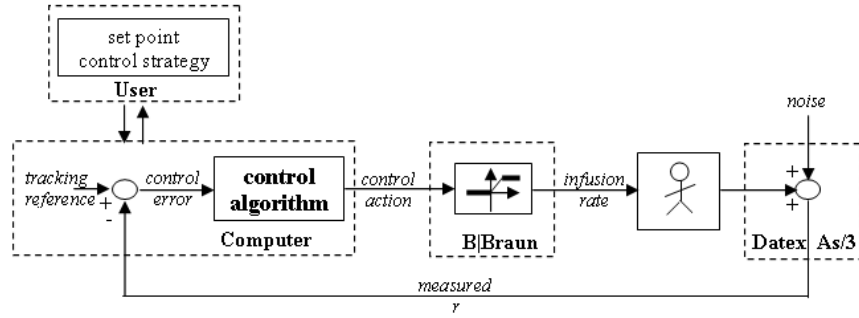 set point
control strategy
User
noise
tracking
reference
+
-
control
error
control
algorithm
Computer
control
action
B|Braun
infusion
rate
+
+
Datex As/3
measured
r